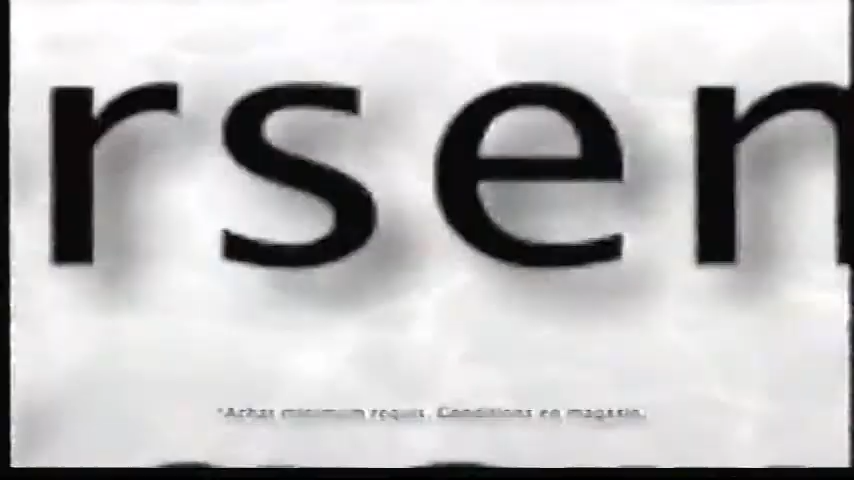 rsen
*Achat minimum requis. Conditions en magasin.